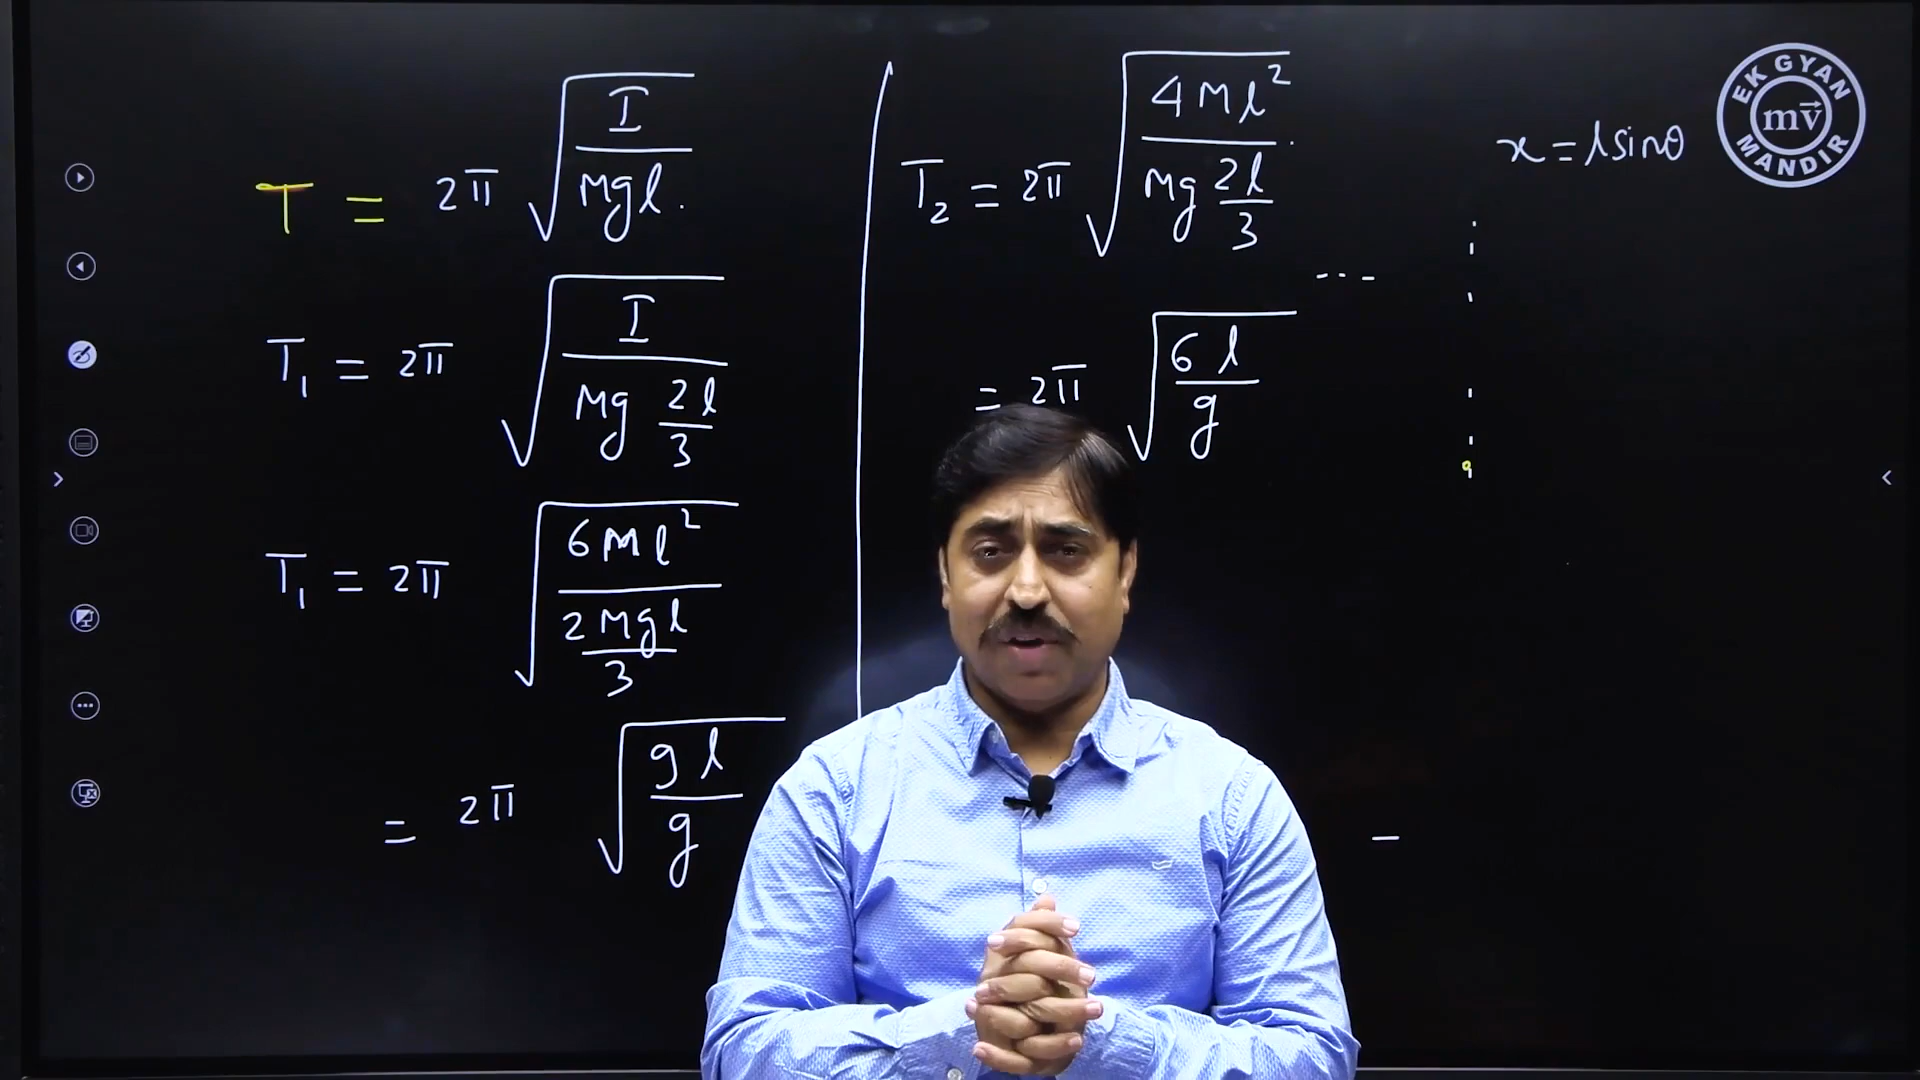 T = 2π √(I / Mgl) .
T₁ = 2π √(I / (Mg 2l/3))
T₁ = 2π √(6Ml² / (2Mgl/3))
= 2π √(9l / g)
T₂ = 2π √(4Ml² / (Mg 2l/3)) .
= 2π √(6l / g)
x = l sinθ
EK GYAN
mv⃗
MANDIR